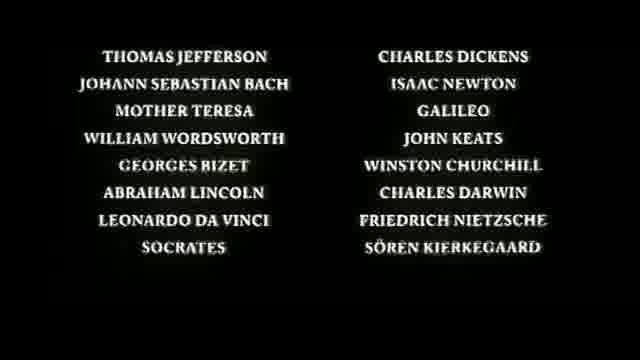 THOMAS JEFFERSON
JOHANN SEBASTIAN BACH
MOTHER TERESA
WILLIAM WORDSWORTH
GEORGES BIZET
ABRAHAM LINCOLN
LEONARDO DA VINCI
SOCRATES
CHARLES DICKENS
ISAAC NEWTON
GALILEO
JOHN KEATS
WINSTON CHURCHILL
CHARLES DARWIN
FRIEDRICH NIETZSCHE
SÖREN KIERKEGAARD